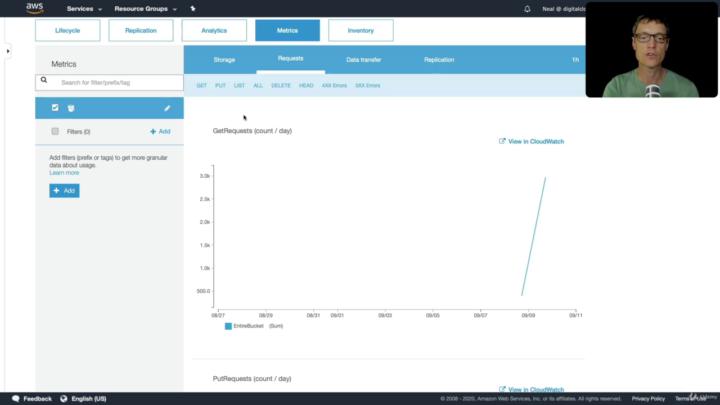 aws Services Resource Groups Neal @ digitalclo
Lifecycle Replication Analytics Metrics Inventory
Metrics
Storage Requests Data transfer Replication 1h
Search for filter/prefix/tag
GET PUT LIST ALL DELETE HEAD 4XX Errors 5XX Errors
Filters (0) + Add
GetRequests (count / day)
View in CloudWatch
Add filters (prefix or tags) to get more granular
data about usage.
Learn more
+ Add
3.0k
2.5k
2.0k
1.5k
1.0k
500.0
08/27 08/29 08/31 09/01 09/03 09/05 09/07 09/09 09/11
EntireBucket (Sum)
PutRequests (count / day)
View in CloudWatch
Feedback English (US) © 2008 - 2020, Amazon Web Services, Inc. or its affiliates. All rights reserved. Privacy Policy Terms of Use
Udemy